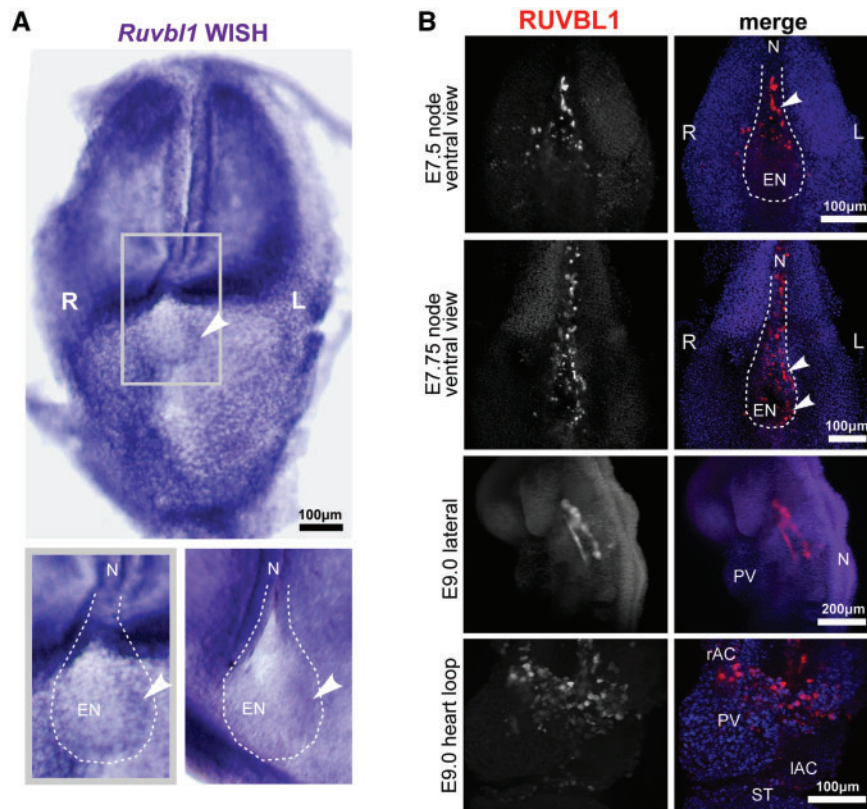 A
Ruvbl1 WISH
R
L
100µm
N
EN
N
EN
B
RUVBL1
merge
E7.5 node
ventral view
N
R
L
EN
100µm
E7.75 node
ventral view
N
R
L
EN
100µm
E9.0 lateral
PV
N
200µm
E9.0 heart loop
rAC
PV
lAC
ST
100µm